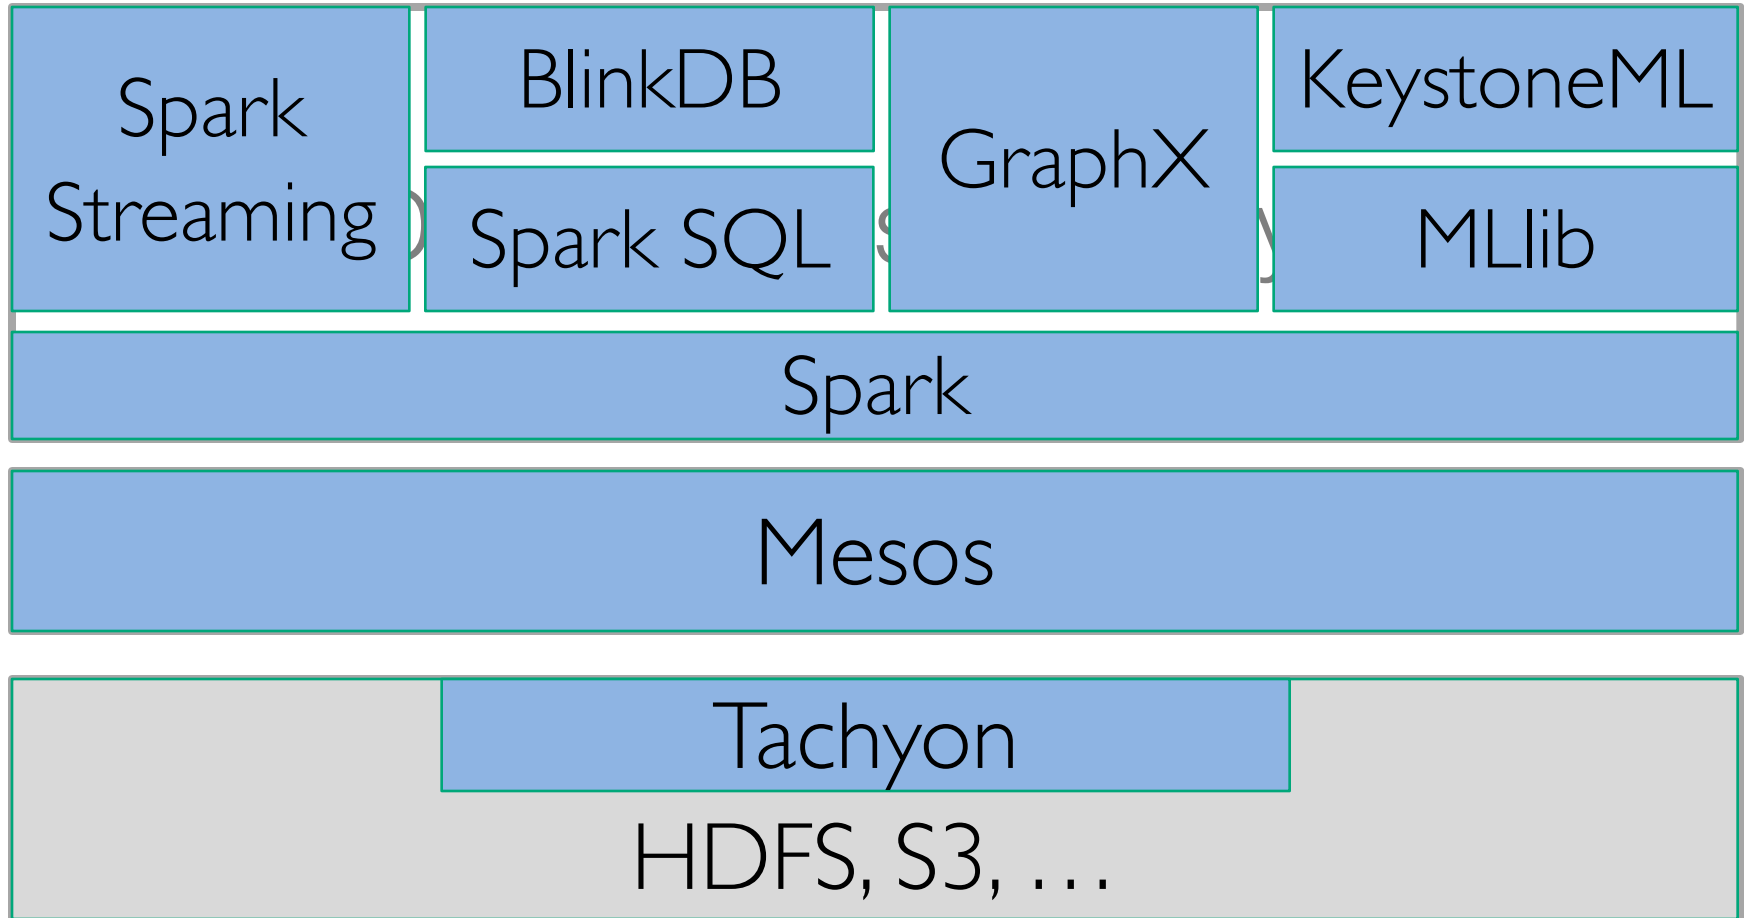 Spark
Streaming
BlinkDB
Spark SQL
GraphX
KeystoneML
MLlib
Spark
Mesos
Tachyon
HDFS, S3, …